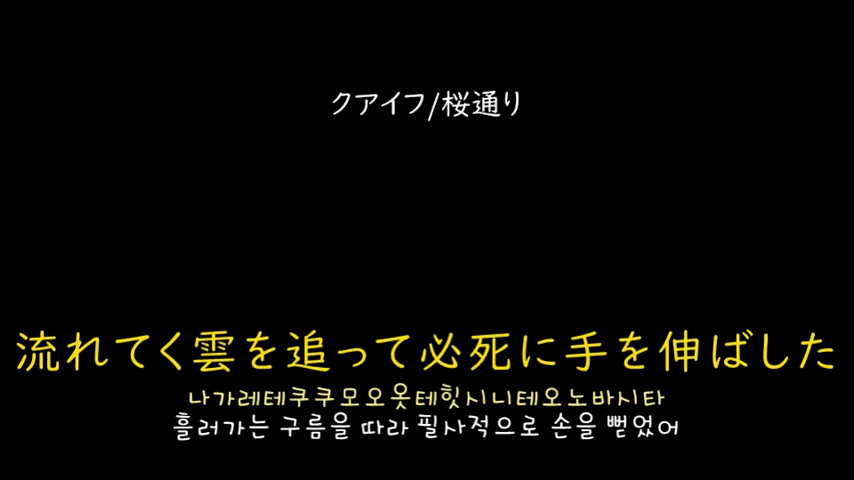 クアイフ/桜通り
流れてく雲を追って必死に手を伸ばした
나가레테쿠쿠모오옷테힛시니테오노바시타
흘러가는 구름을 따라 필사적으로 손을 뻗었어